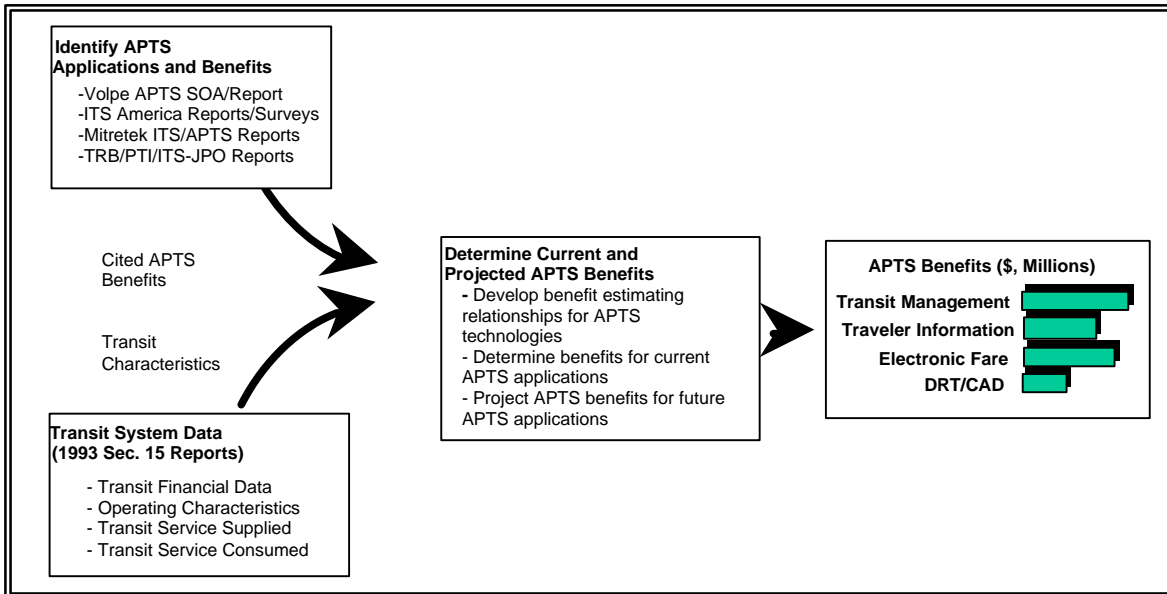 Identify APTS
Applications and Benefits
-Volpe APTS SOA/Report
-ITS America Reports/Surveys
-Mitretek ITS/APTS Reports
-TRB/PTI/ITS-JPO Reports
Cited APTS
Benefits
Transit
Characteristics
Transit System Data
(1993 Sec. 15 Reports)
- Transit Financial Data
- Operating Characteristics
- Transit Service Supplied
- Transit Service Consumed
Determine Current and
Projected APTS Benefits
- Develop benefit estimating
relationships for APTS
technologies
- Determine benefits for current
APTS applications
- Project APTS benefits for future
APTS applications
APTS Benefits ($, Millions)
Transit Management
Traveler Information
Electronic Fare
DRT/CAD